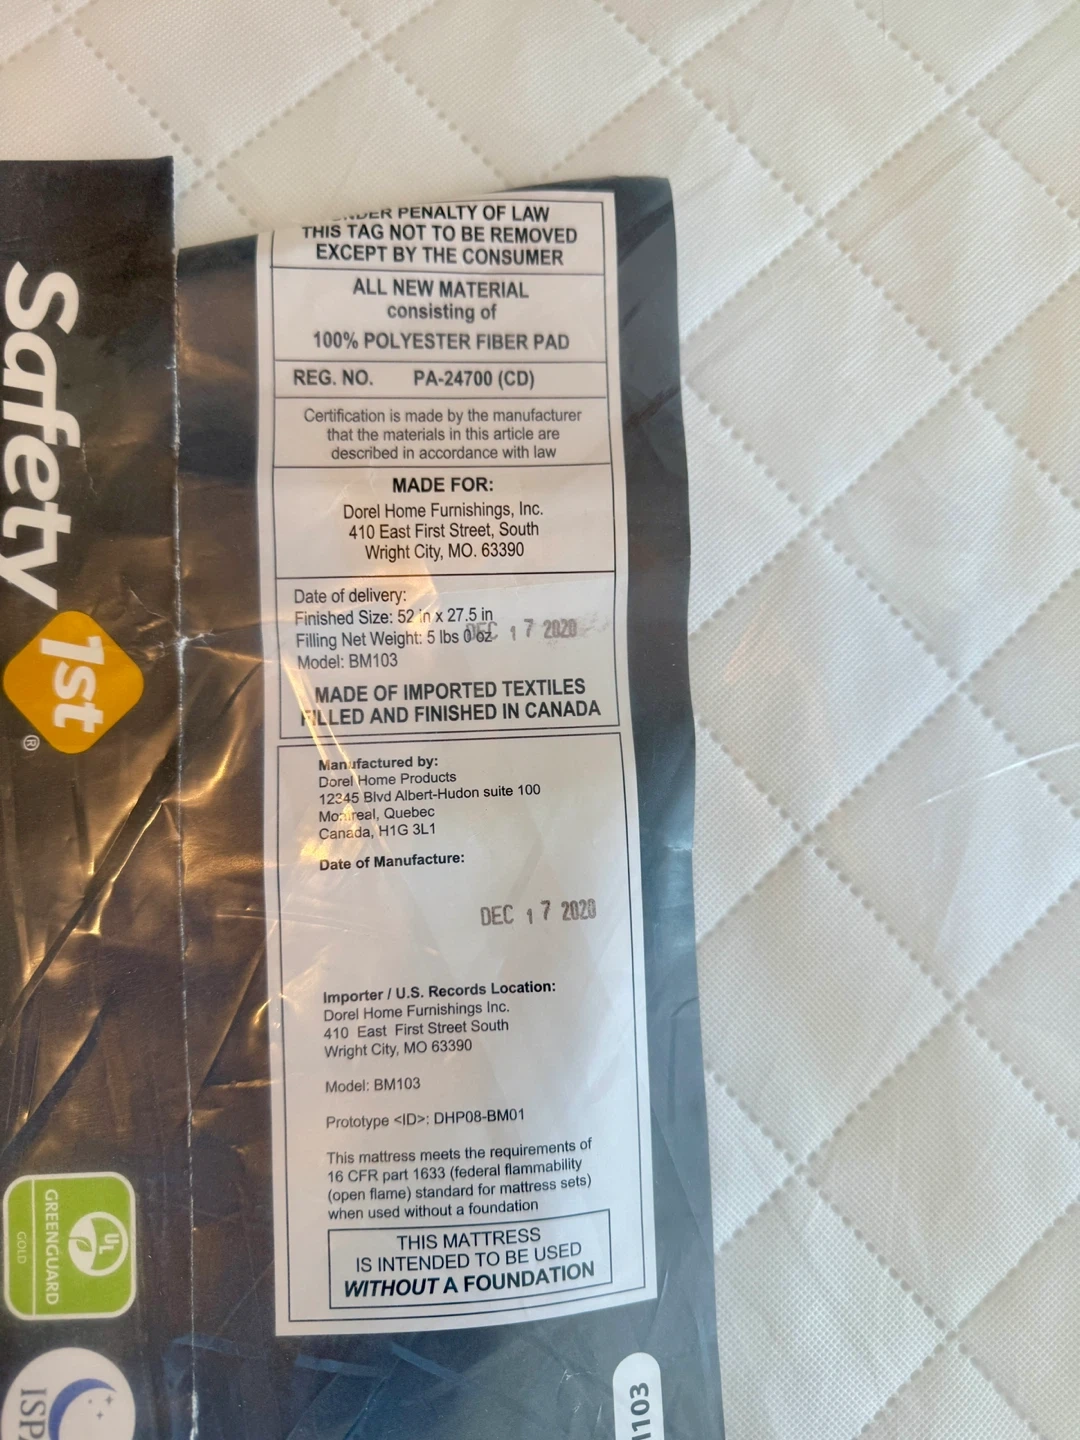 PENALTY OF LAW
THIS TAG NOT TO BE REMOVED
EXCEPT BY THE CONSUMER
ALL NEW MATERIAL
consisting of
100% POLYESTER FIBER PAD
REG. NO. PA-24700 (CD)
Certification is made by the manufacturer
that the materials in this article are
described in accordance with law
MADE FOR:
Dorel Home Furnishings, Inc.
410 East First Street, South
Wright City, MO. 63390
Date of delivery:
Finished Size: 52 in x 27.5 in
Filling Net Weight: 5 lbs 0 oz
DEC 17 2020
Model: BM103
MADE OF IMPORTED TEXTILES
FILLED AND FINISHED IN CANADA
Manufactured by:
Dorel Home Products
12345 Blvd Albert-Hudon suite 100
Montreal, Quebec
Canada, H1G 3L1
Date of Manufacture:
DEC 17 2020
Importer / U.S. Records Location:
Dorel Home Furnishings Inc.
410 East First Street South
Wright City, MO 63390
Model: BM103
Prototype <ID>: DHP08-BM01
This mattress meets the requirements of
16 CFR part 1633 (federal flammability
(open flame) standard for mattress sets)
when used without a foundation
THIS MATTRESS
IS INTENDED TO BE USED
WITHOUT A FOUNDATION
Safety 1st®
UL
GREENGUARD
GOLD
ISPA
103